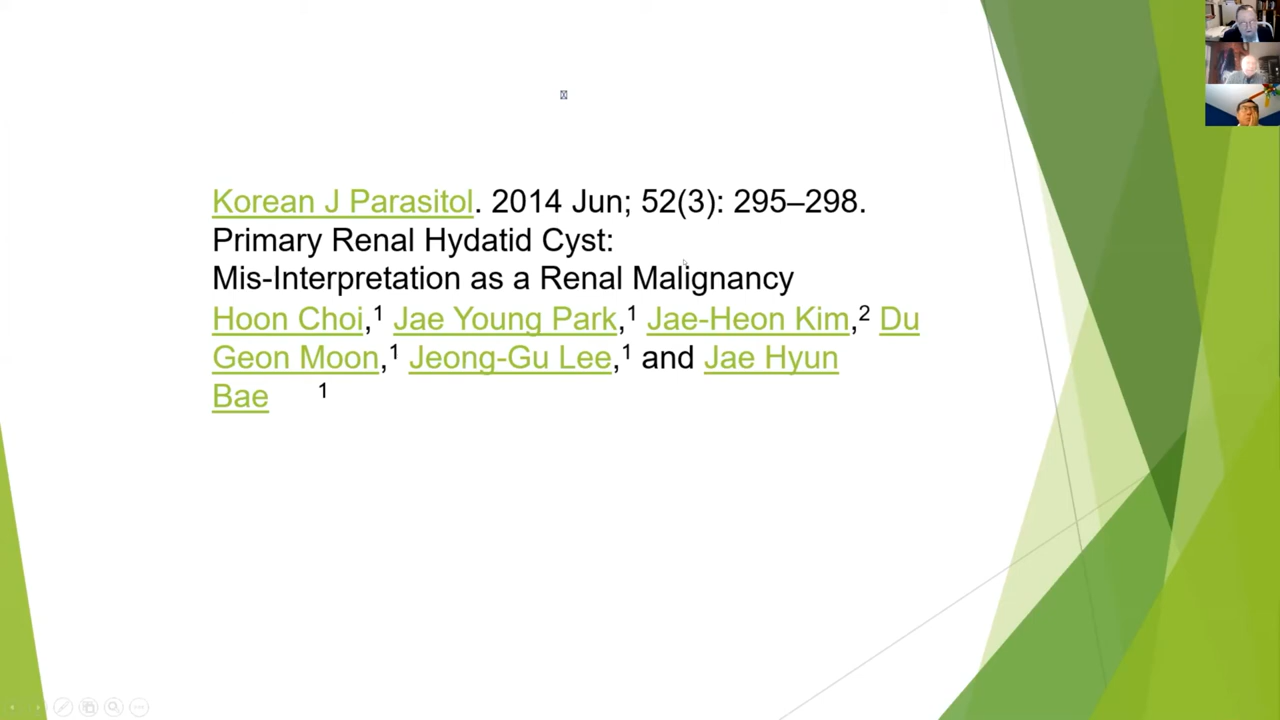 Korean J Parasitol. 2014 Jun; 52(3): 295–298.
Primary Renal Hydatid Cyst:
Mis-Interpretation as a Renal Malignancy
Hoon Choi,1 Jae Young Park,1 Jae-Heon Kim,2 Du
Geon Moon,1 Jeong-Gu Lee,1 and Jae Hyun
Bae 1